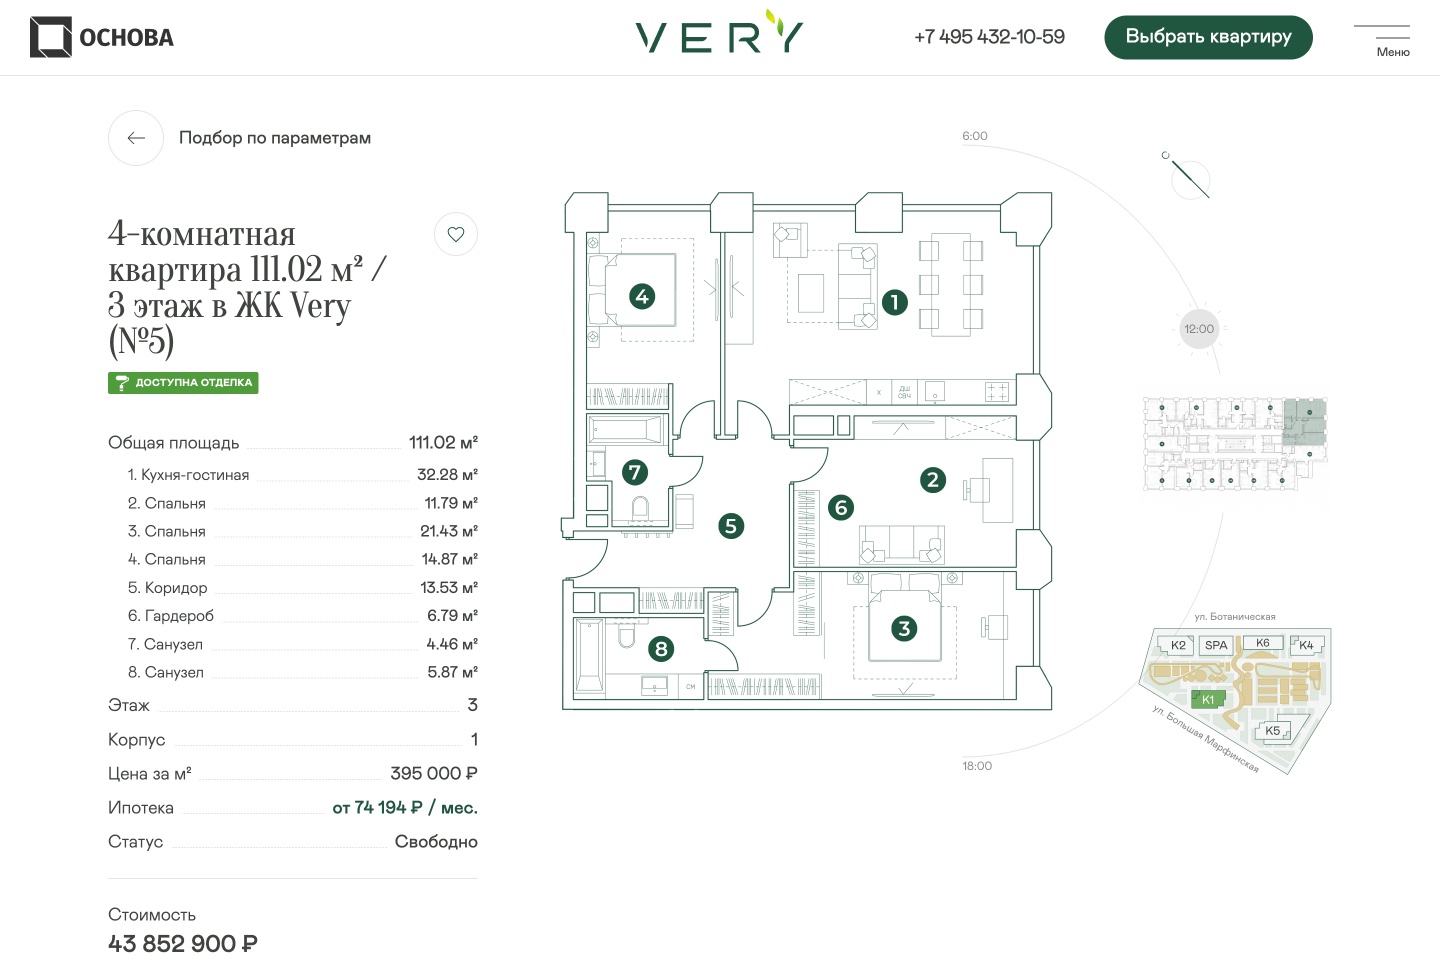 ОСНОВА
VERY
+7 495 432-10-59
Выбрать квартиру
Меню
Подбор по параметрам
4-комнатная
квартира 111.02 м² /
3 этаж в ЖК Very
(№5)
ДОСТУПНА ОТДЕЛКА
Общая площадь 111.02 м²
1. Кухня-гостиная 32.28 м²
2. Спальня 11.79 м²
3. Спальня 21.43 м²
4. Спальня 14.87 м²
5. Коридор 13.53 м²
6. Гардероб 6.79 м²
7. Санузел 4.46 м²
8. Санузел 5.87 м²
Этаж 3
Корпус 1
Цена за м² 395 000 ₽
Ипотека от 74 194 ₽ / мес.
Статус Свободно
Стоимость
43 852 900 ₽
4
1
Х
ДШ
СВЧ
7
2
6
5
3
8
СМ
6:00
С
12:00
18:00
ул. Ботаническая
К2
SPA
К6
К4
К1
К5
ул. Большая Марфинская